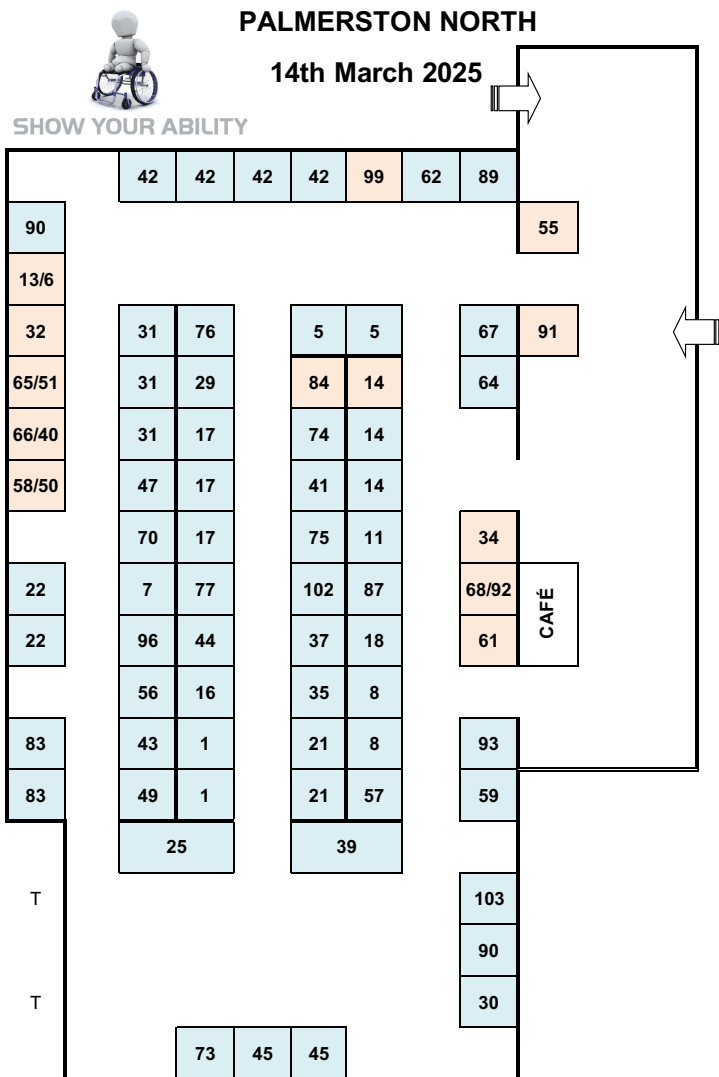 PALMERSTON NORTH
14th March 2025
SHOW YOUR ABILITY
42 42 42 42 99 62 89
90 55
13/6
32 31 76 5 5 67 91
65/51 31 29 84 14 64
66/40 31 17 74 14
58/50 47 17 41 14
70 17 75 11 34
22 7 77 102 87 68/92 CAFÉ
22 96 44 37 18 61
56 16 35 8
83 43 1 21 8 93
83 49 1 21 57 59
25 39
T 103
90
T 30
73 45 45